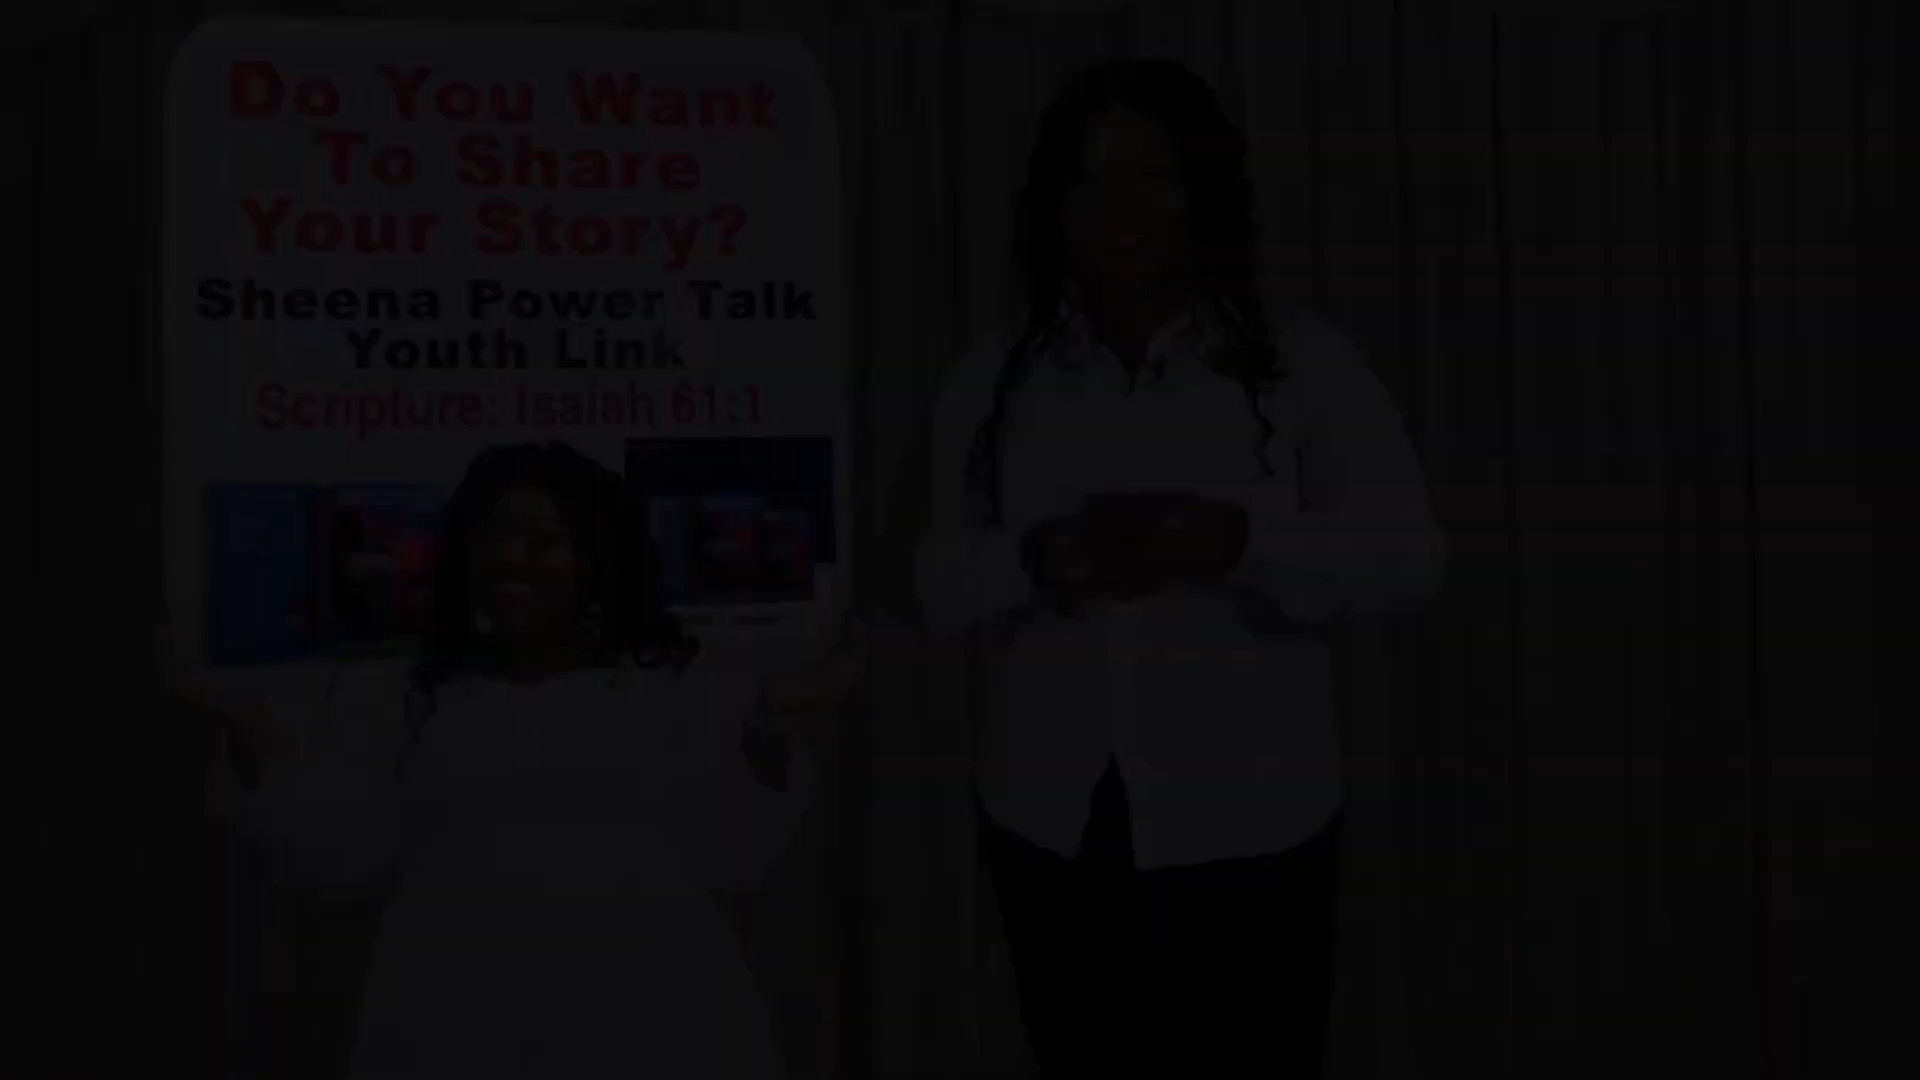 Do You Want
To Share
Your Story?
Sheena Power Talk
Youth Link
Scripture: Isaiah 61:1